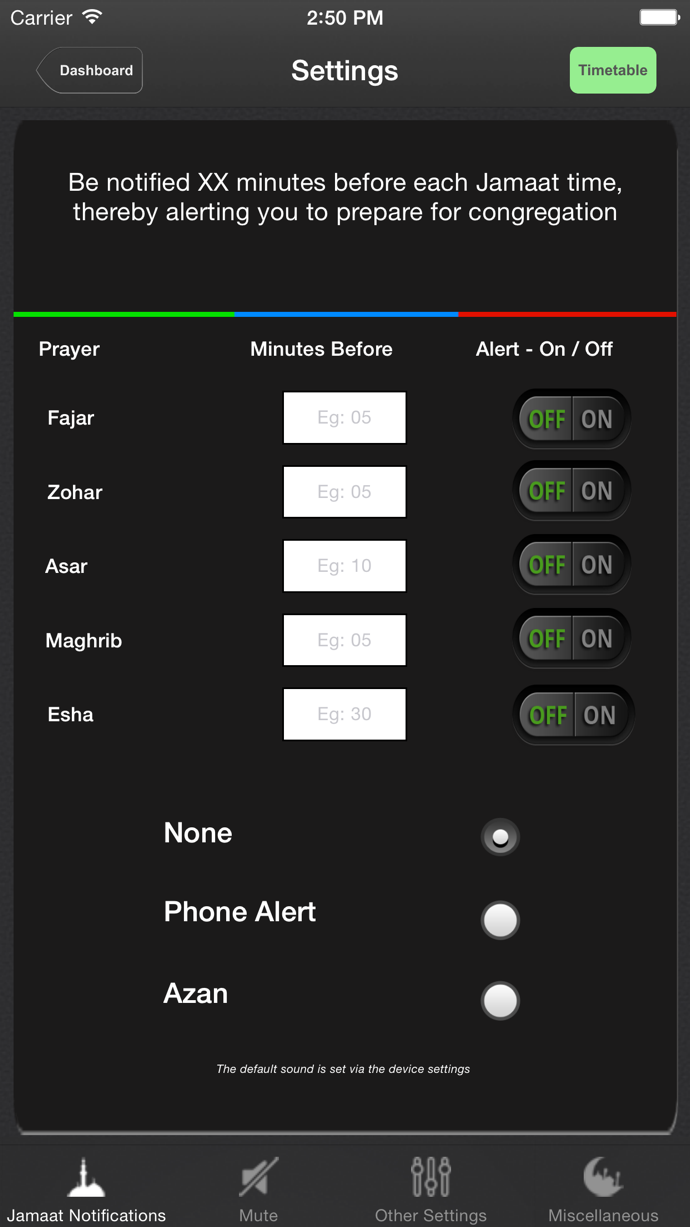 Carrier 2:50 PM
Dashboard Settings Timetable
Be notified XX minutes before each Jamaat time,
thereby alerting you to prepare for congregation
Prayer Minutes Before Alert - On / Off
Fajar Eg: 05 OFF ON
Zohar Eg: 05 OFF ON
Asar Eg: 10 OFF ON
Maghrib Eg: 05 OFF ON
Esha Eg: 30 OFF ON
None
Phone Alert
Azan
The default sound is set via the device settings
Jamaat Notifications Mute Other Settings Miscellaneous